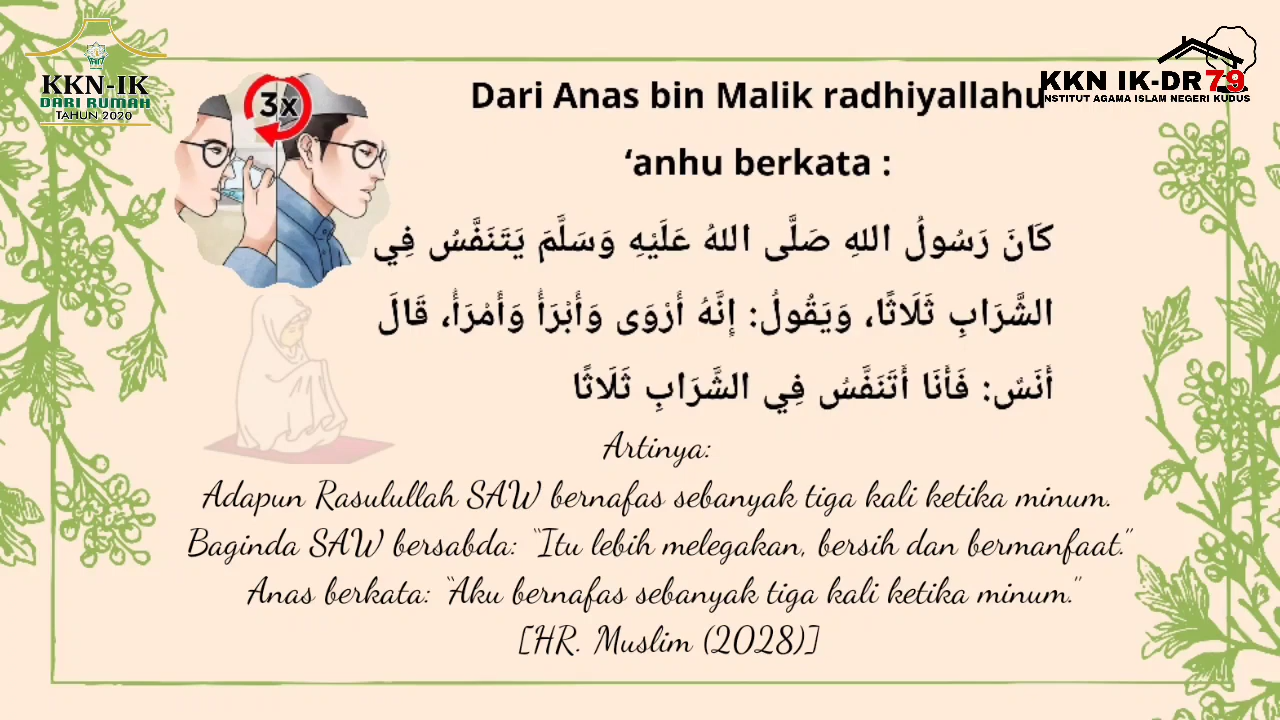 KKN-IK
DARI RUMAH
TAHUN 2020
3x
KKN IK-DR 79
INSTITUT AGAMA ISLAM NEGERI KUDUS
Dari Anas bin Malik radhiyallahu
‘anhu berkata :
كَانَ رَسُولُ اللهِ صَلَّى اللهُ عَلَيْهِ وَسَلَّمَ يَتَنَفَّسُ فِي
الشَّرَابِ ثَلَاثًا، وَيَقُولُ: إِنَّهُ أَرْوَى وَأَبْرَأُ وَأَمْرَأُ، قَالَ
أَنَسٌ: فَأَنَا أَتَنَفَّسُ فِي الشَّرَابِ ثَلَاثًا
Artinya:
Adapun Rasulullah SAW bernafas sebanyak tiga kali ketika minum.
Baginda SAW bersabda: “Itu lebih melegakan, bersih dan bermanfaat.”
Anas berkata: “Aku bernafas sebanyak tiga kali ketika minum.”
[HR. Muslim (2028)]